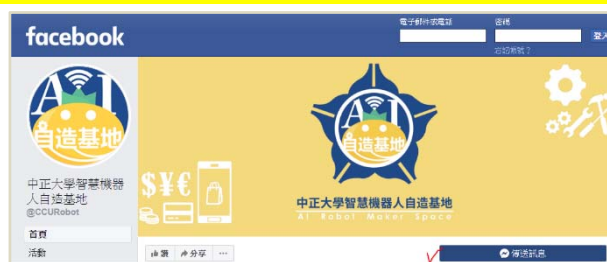 facebook
電子郵件或電話
密碼
登入
忘記帳號？
AI
自造基地
AI
自造基地
中正大學智慧機器人自造基地
AI Robot Maker Space
$¥€
中正大學智慧機器
人自造基地
@CCURobot
首頁
活動
讚
分享
...
傳送訊息